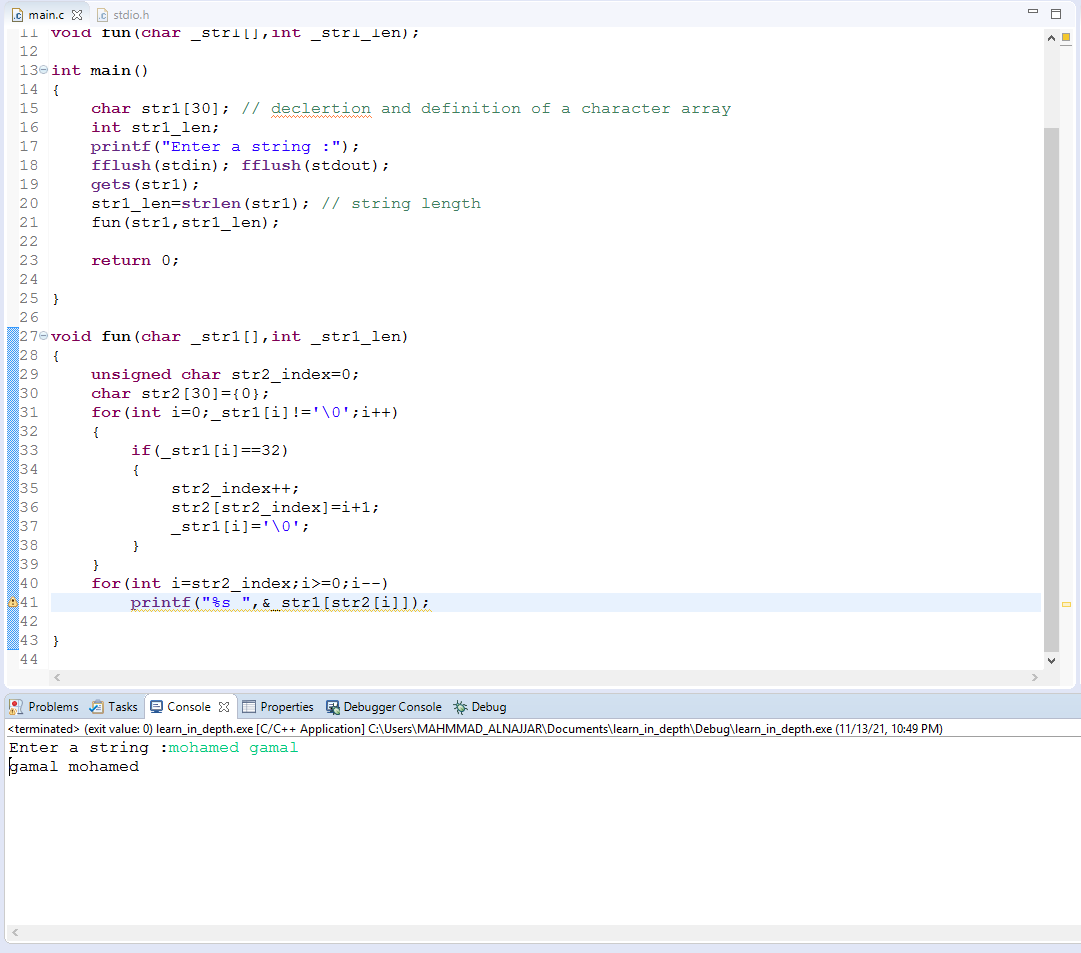 main.c stdio.h
11 void fun(char _str1[],int _str1_len);
12
13 int main()
14 {
15 char str1[30]; // declertion and definition of a character array
16 int str1_len;
17 printf("Enter a string :");
18 fflush(stdin); fflush(stdout);
19 gets(str1);
20 str1_len=strlen(str1); // string length
21 fun(str1,str1_len);
22
23 return 0;
24
25 }
26
27 void fun(char _str1[],int _str1_len)
28 {
29 unsigned char str2_index=0;
30 char str2[30]={0};
31 for(int i=0;_str1[i]!='\0';i++)
32 {
33 if(_str1[i]==32)
34 {
35 str2_index++;
36 str2[str2_index]=i+1;
37 _str1[i]='\0';
38 }
39 }
40 for(int i=str2_index;i>=0;i--)
41 printf("%s ",&_str1[str2[i]]);
42
43 }
44
Problems Tasks Console Properties Debugger Console Debug
<terminated> (exit value: 0) learn_in_depth.exe [C/C++ Application] C:\Users\MAHMMAD_ALNAJJAR\Documents\learn_in_depth\Debug\learn_in_depth.exe (11/13/21, 10:49 PM)
Enter a string :mohamed gamal
gamal mohamed